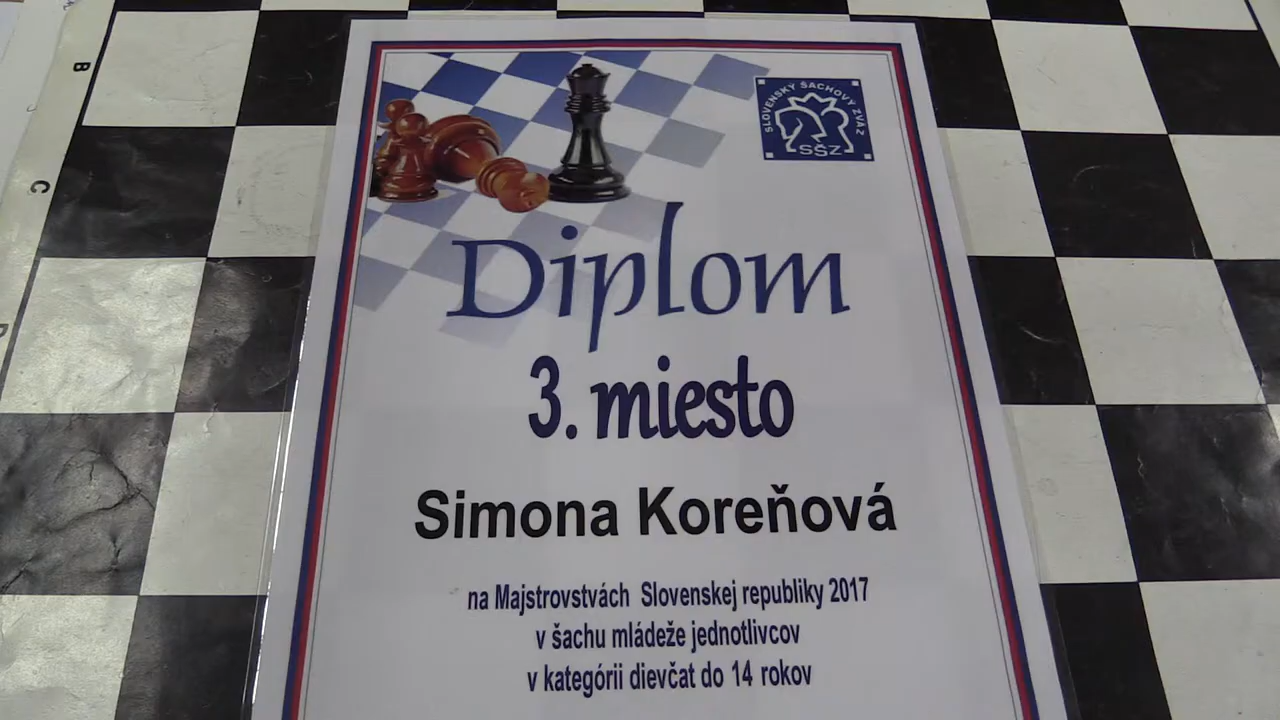 B
C
D
SLOVENSKÝ ŠACHOVÝ ZVÄZ
SŠZ
Diplom
3. miesto
Simona Koreňová
na Majstrovstvách Slovenskej republiky 2017
v šachu mládeže jednotlivcov
v kategórii dievčat do 14 rokov